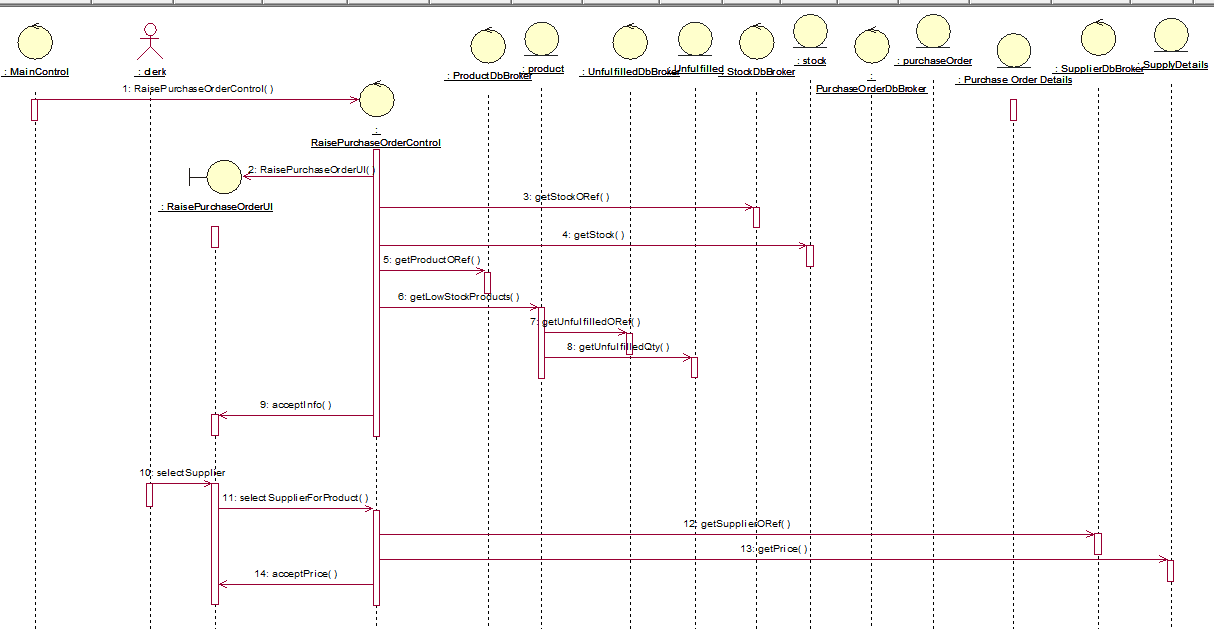 : MainControl
: clerk
: ProductDbBroker
: product
: UnfulfilledDbBroker
: Unfulfilled
: StockDbBroker
: stock
:
PurchaseOrderDbBroker
: purchaseOrder
: Purchase Order Details
: SupplierDbBroker
: SupplyDetails
1: RaisePurchaseOrderControl( )
:
RaisePurchaseOrderControl
2: RaisePurchaseOrderUI( )
: RaisePurchaseOrderUI
3: getStockORef( )
4: getStock( )
5: getProductORef( )
6: getLowStockProducts( )
7: getUnfulfilledORef( )
8: getUnfulfilledQty( )
9: acceptInfo( )
10: selectSupplier
11: selectSupplierForProduct( )
12: getSupplierORef( )
13: getPrice( )
14: acceptPrice( )